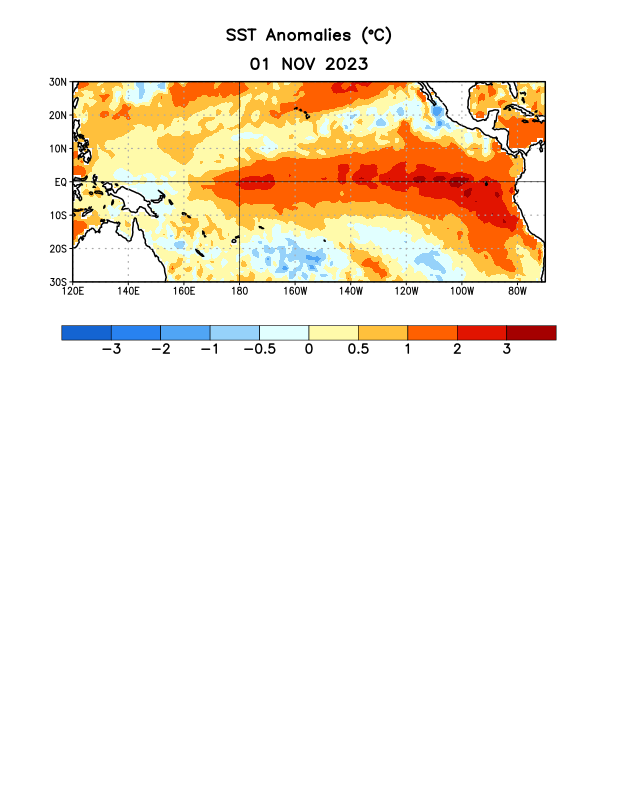 SST Anomalies (°C)
01 NOV 2023
30N
20N
10N
EQ
10S
20S
30S
120E 140E 160E 180 160W 140W 120W 100W 80W
−3 −2 −1 −0.5 0 0.5 1 2 3